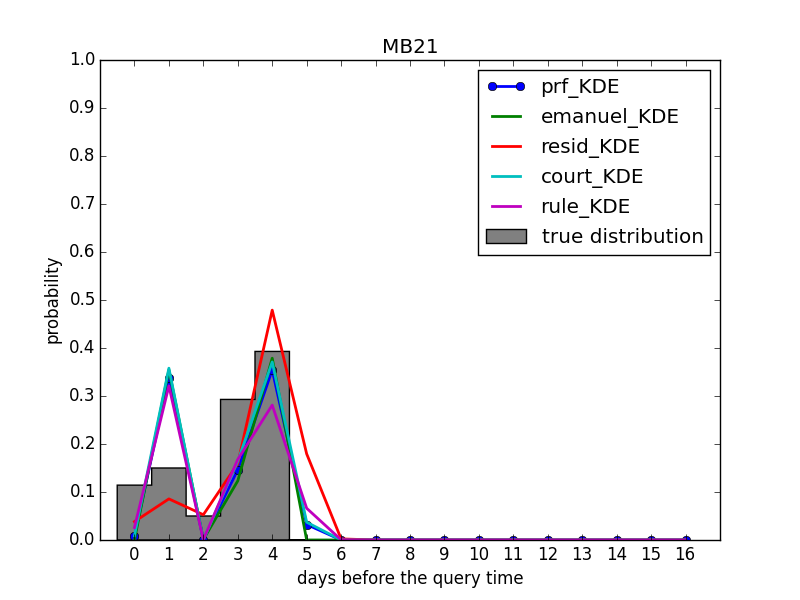 MB21
1.0
0.9
0.8
0.7
0.6
0.5
0.4
0.3
0.2
0.1
0.0
probability
prf_KDE
emanuel_KDE
resid_KDE
court_KDE
rule_KDE
true distribution
0 1 2 3 4 5 6 7 8 9 10 11 12 13 14 15 16
days before the query time